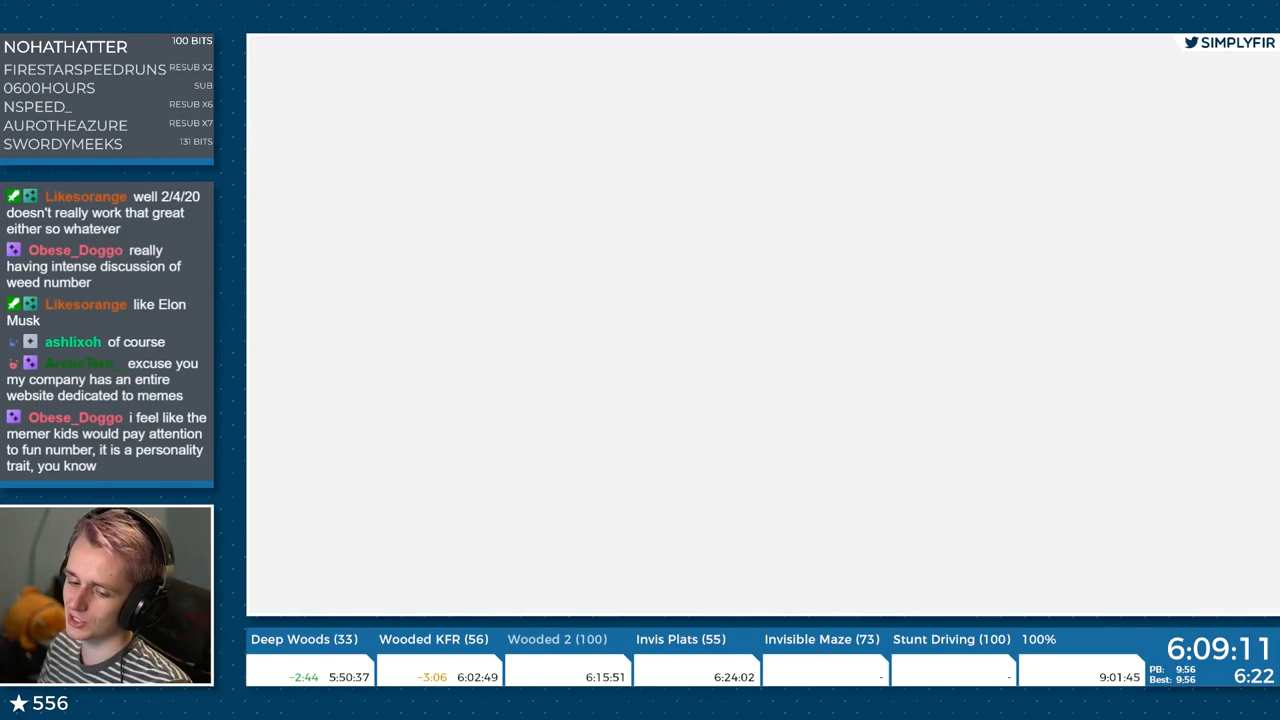 NOHATHATTER 100 BITS
FIRESTARSPEEDRUNS RESUB X2
0600HOURS SUB
NSPEED_ RESUB X6
AUROTHEAZURE RESUB X7
SWORDYMEEKS 131 BITS
Likesorange well 2/4/20
doesn't really work that great
either so whatever
Obese_Doggo really
having intense discussion of
weed number
Likesorange like Elon
Musk
ashlixoh of course
ArcticTern_ excuse you
my company has an entire
website dedicated to memes
Obese_Doggo i feel like the
memer kids would pay attention
to fun number, it is a personality
trait, you know
★ 556
SIMPLYFIR
Deep Woods (33) Wooded KFR (56) Wooded 2 (100) Invis Plats (55) Invisible Maze (73) Stunt Driving (100) 100%
−2:44 5:50:37 −3:06 6:02:49 6:15:51 6:24:02 - - 9:01:45
6:09:11
PB: 9:56
Best: 9:56
6:22